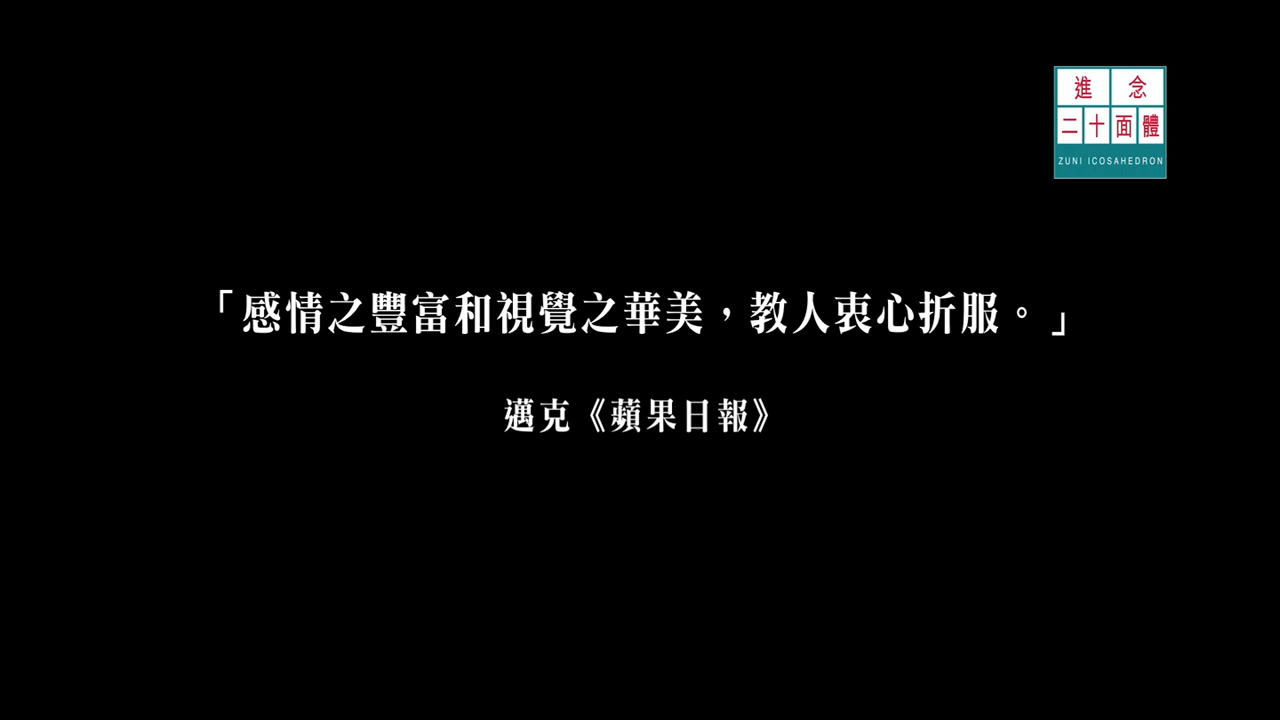 進念
二十面體
ZUNI ICOSAHEDRON
「感情之豐富和視覺之華美，教人衷心折服。」
邁克《蘋果日報》